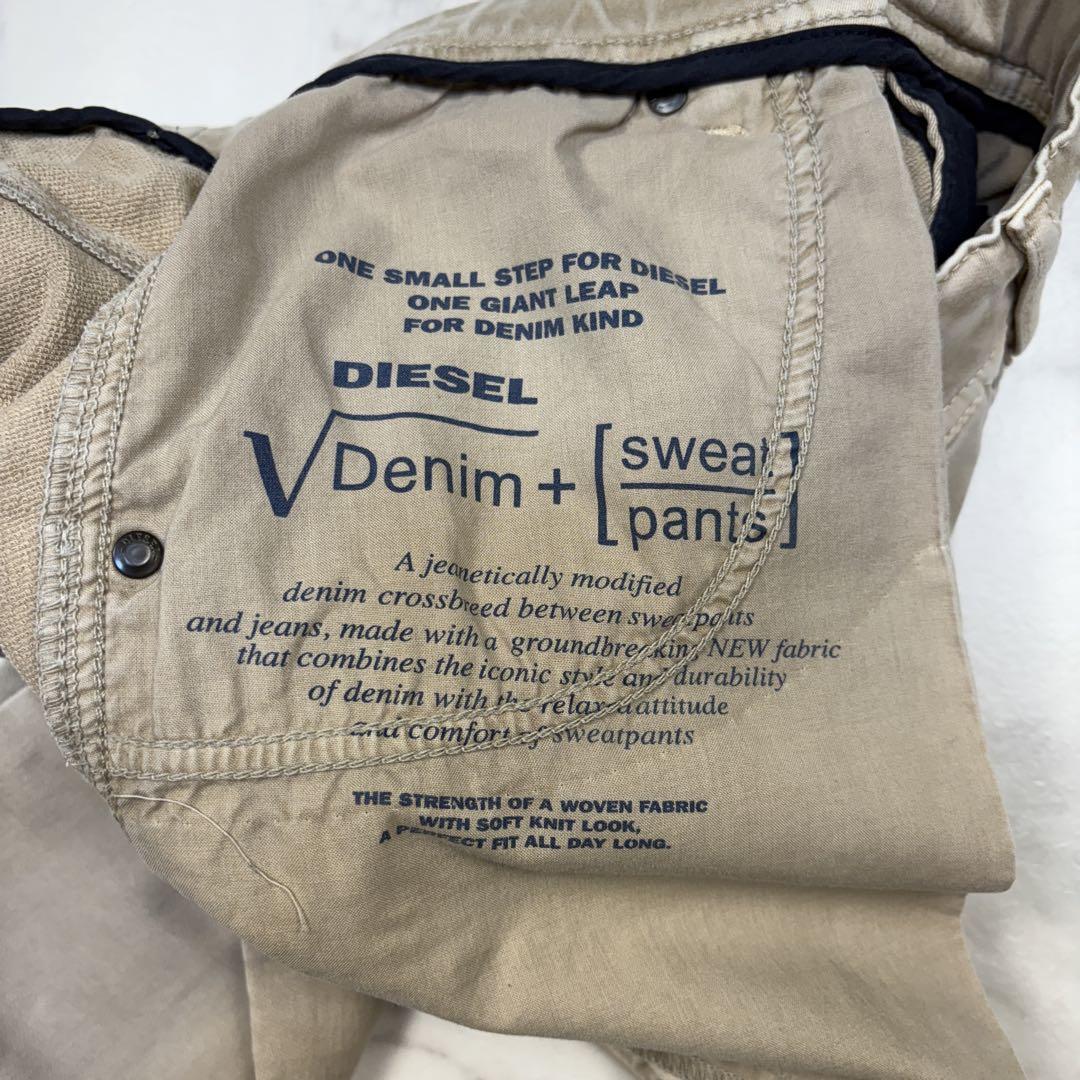 ONE SMALL STEP FOR DIESEL
ONE GIANT LEAP
FOR DENIM KIND
DIESEL
√Denim + [sweat
pants]
A jeanetically modified
denim crossbreed between sweatpants
and jeans, made with a groundbreaking NEW fabric
that combines the iconic style and durability
of denim with the relaxed attitude
and comfort of sweatpants
THE STRENGTH OF A WOVEN FABRIC
WITH SOFT KNIT LOOK,
A PERFECT FIT ALL DAY LONG.